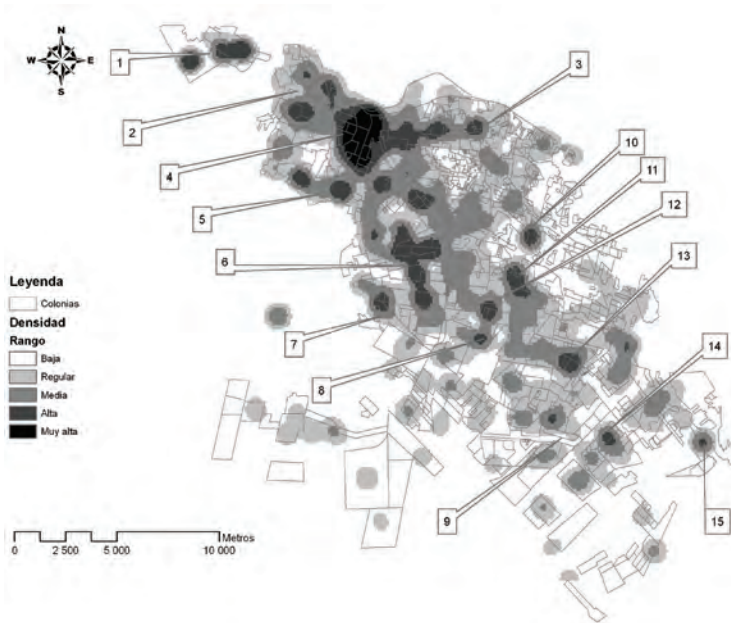 N
W E
S
1
2
3
4
5
6
7
8
9
10
11
12
13
14
15
Leyenda
Colonias
Densidad
Rango
Baja
Regular
Media
Alta
Muy alta
Metros
0 2 500 5 000 10 000